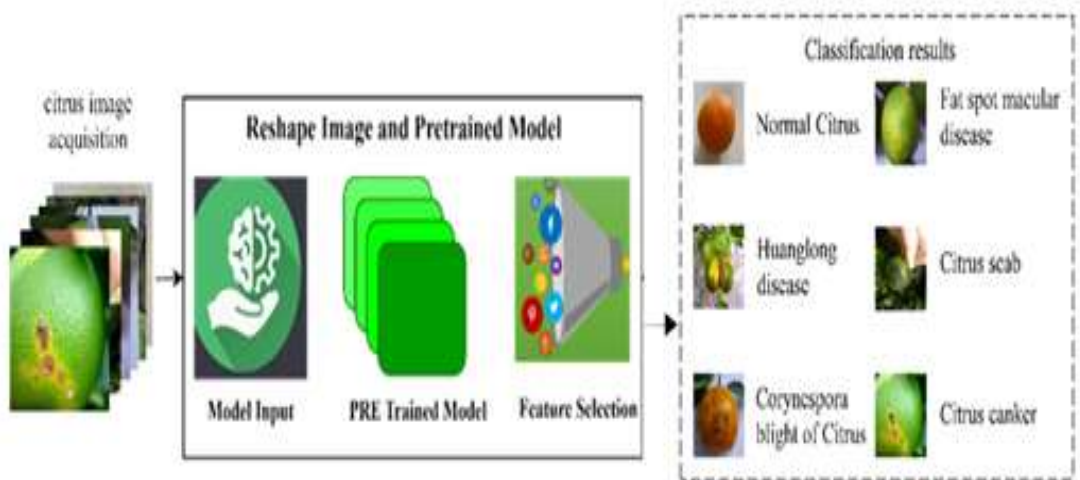 citrus image
acquisition
Reshape Image and Pretrained Model
Model Input
PRE Trained Model
Feature Selection
Classification results
Normal Citrus
Fat spot macular
disease
Huanglong
disease
Citrus scab
Corynespora
blight of Citrus
Citrus canker